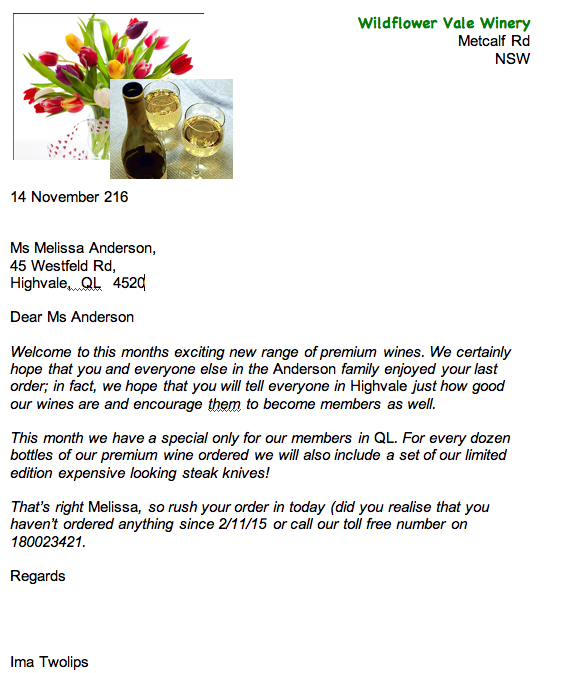 Wildflower Vale Winery
Metcalf Rd
NSW
14 November 216
Ms Melissa Anderson,
45 Westfeld Rd,
Highvale, QL 4520
Dear Ms Anderson
Welcome to this months exciting new range of premium wines. We certainly
hope that you and everyone else in the Anderson family enjoyed your last
order; in fact, we hope that you will tell everyone in Highvale just how good
our wines are and encourage them to become members as well.
This month we have a special only for our members in QL. For every dozen
bottles of our premium wine ordered we will also include a set of our limited
edition expensive looking steak knives!
That's right Melissa, so rush your order in today (did you realise that you
haven't ordered anything since 2/11/15 or call our toll free number on
180023421.
Regards
Ima Twolips